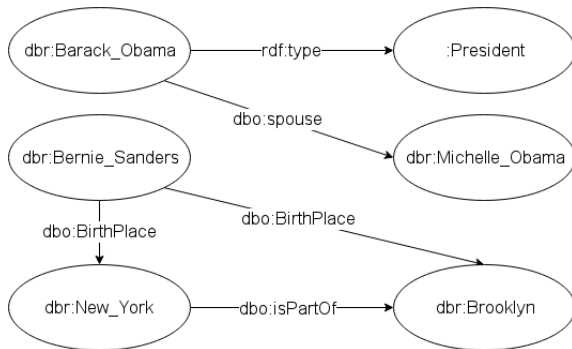 dbr:Barack_Obama
rdf:type
:President
dbo:spouse
dbr:Bernie_Sanders
dbr:Michelle_Obama
dbo:BirthPlace
dbo:BirthPlace
dbr:New_York
dbo:isPartOf
dbr:Brooklyn